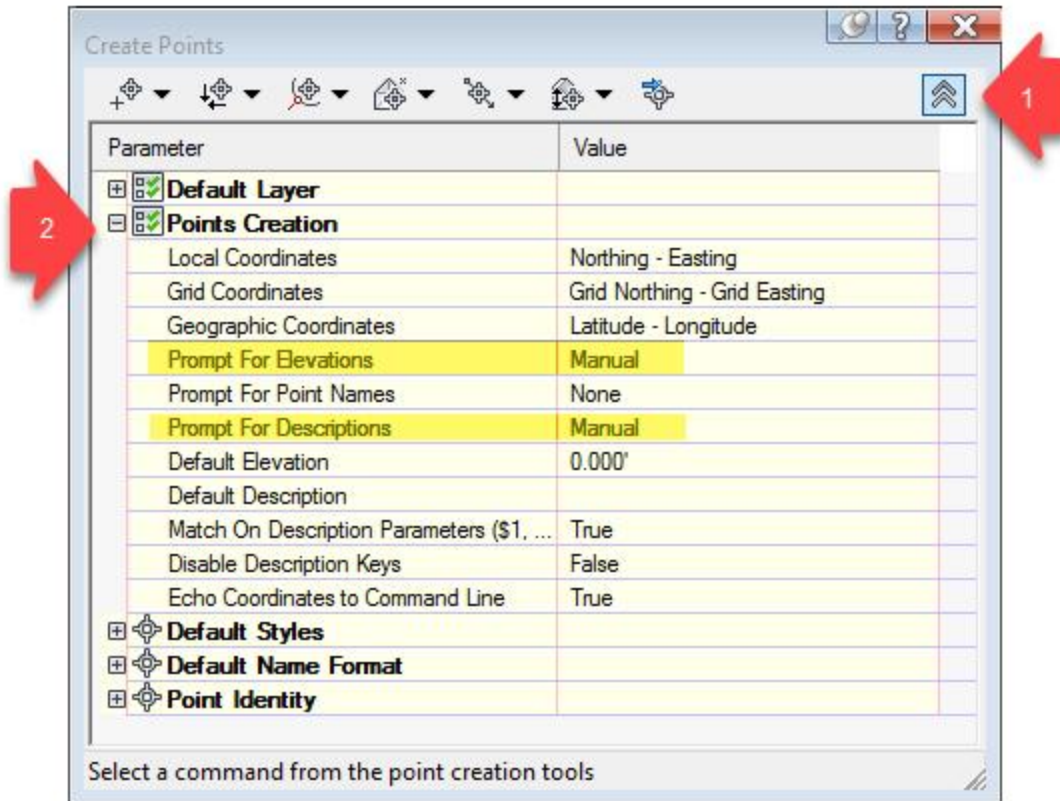 Create Points
1
Parameter Value
Default Layer
2
Points Creation
Local Coordinates Northing - Easting
Grid Coordinates Grid Northing - Grid Easting
Geographic Coordinates Latitude - Longitude
Prompt For Elevations Manual
Prompt For Point Names None
Prompt For Descriptions Manual
Default Elevation 0.000'
Default Description
Match On Description Parameters ($1, ... True
Disable Description Keys False
Echo Coordinates to Command Line True
Default Styles
Default Name Format
Point Identity
Select a command from the point creation tools